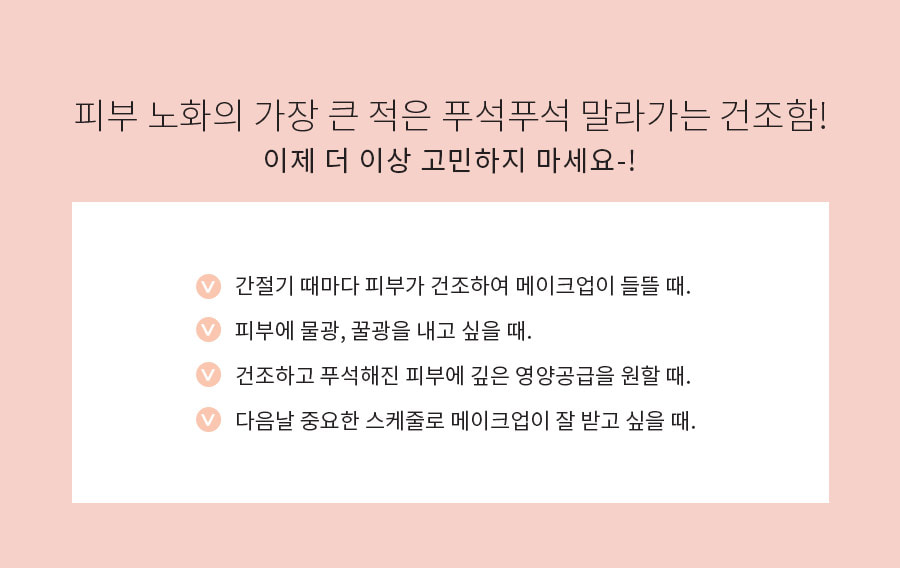 피부 노화의 가장 큰 적은 푸석푸석 말라가는 건조함!
이제 더 이상 고민하지 마세요-!
간절기 때마다 피부가 건조하여 메이크업이 들뜰 때.
피부에 물광, 꿀광을 내고 싶을 때.
건조하고 푸석해진 피부에 깊은 영양공급을 원할 때.
다음날 중요한 스케줄로 메이크업이 잘 받고 싶을 때.